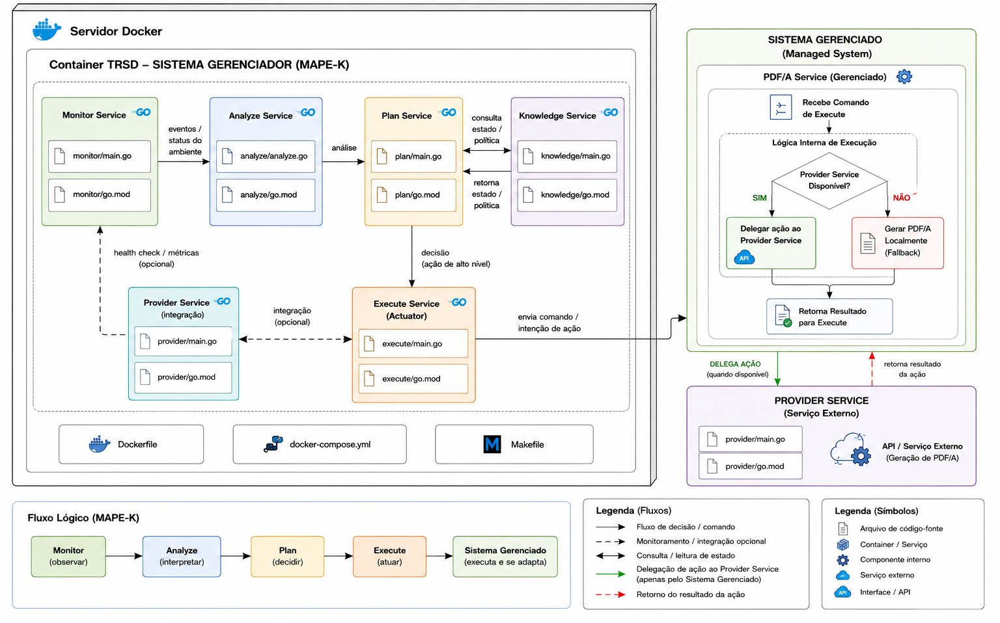 Servidor Docker
Container TRSD – SISTEMA GERENCIADOR (MAPE-K)
Monitor Service
GO
monitor/main.go
monitor/go.mod
eventos /
status do
ambiente
Analyze Service
GO
analyze/analyze.go
analyze/go.mod
análise
Plan Service
GO
plan/main.go
plan/go.mod
consulta
estado /
política
retorna
estado /
politica
Knowledge Service
GO
knowledge/main.go
knowledge/go.mod
health check / métricas
(opcional)
decisão
(ação de alto nível)
Provider Service
(integração)
GO
provider/main.go
provider/go.mod
integração
(opcional)
Execute Service
(Actuator)
GO
execute/main.go
execute/go.mod
envia comando /
intenção de ação
Dockerfile
docker-compose.yml
M
Makefile
SISTEMA GERENCIADO
(Managed System)
PDF/A Service (Gerenciado)
Recebe Comando
de Execute
Lógica Interna de Execução
Provider Service
Disponível?
SIM
NÃO
Delegar ação ao
Provider Service
API
Gerar PDF/A
Localmente
(Fallback)
Retorna Resultado
para Execute
DELEGA AÇÃO
(quando disponível)
retorna resultado
da ação
PROVIDER SERVICE
(Serviço Externo)
provider/main.go
provider/go.mod
API / Serviço Externo
(Geração de PDF/A)
Fluxo Lógico (MAPE-K)
Monitor
(observar)
Analyze
(interpretar)
Plan
(decidir)
Execute
(atuar)
Sistema Gerenciado
(executa e se adapta)
Legenda (Fluxos)
Fluxo de decisão / comando
Monitoramento / integração opcional
Consulta / leitura de estado
Delegação de ação ao Provider Service
(apenas pelo Sistema Gerenciado)
Retorno do resultado da ação
Legenda (Símbolos)
Arquivo de código-fonte
Container / Serviço
Componente interno
Serviço externo
API
Interface / API